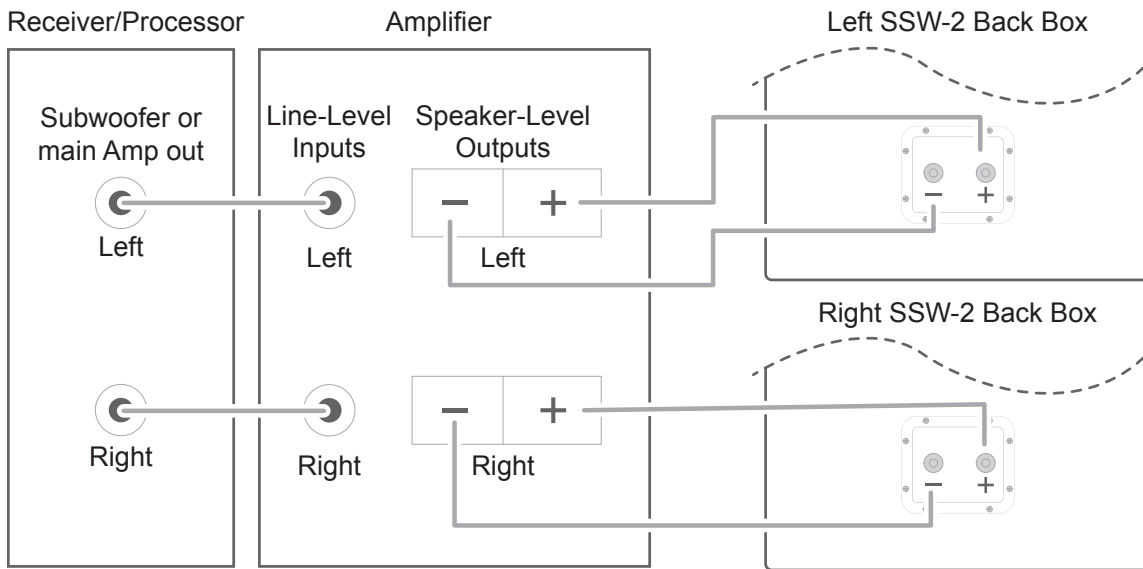 Receiver/Processor
Amplifier
Left SSW-2 Back Box
Subwoofer or
main Amp out
Line-Level
Inputs
Speaker-Level
Outputs
− +
− +
Left
Left
Left
Right SSW-2 Back Box
− +
− +
Right
Right
Right